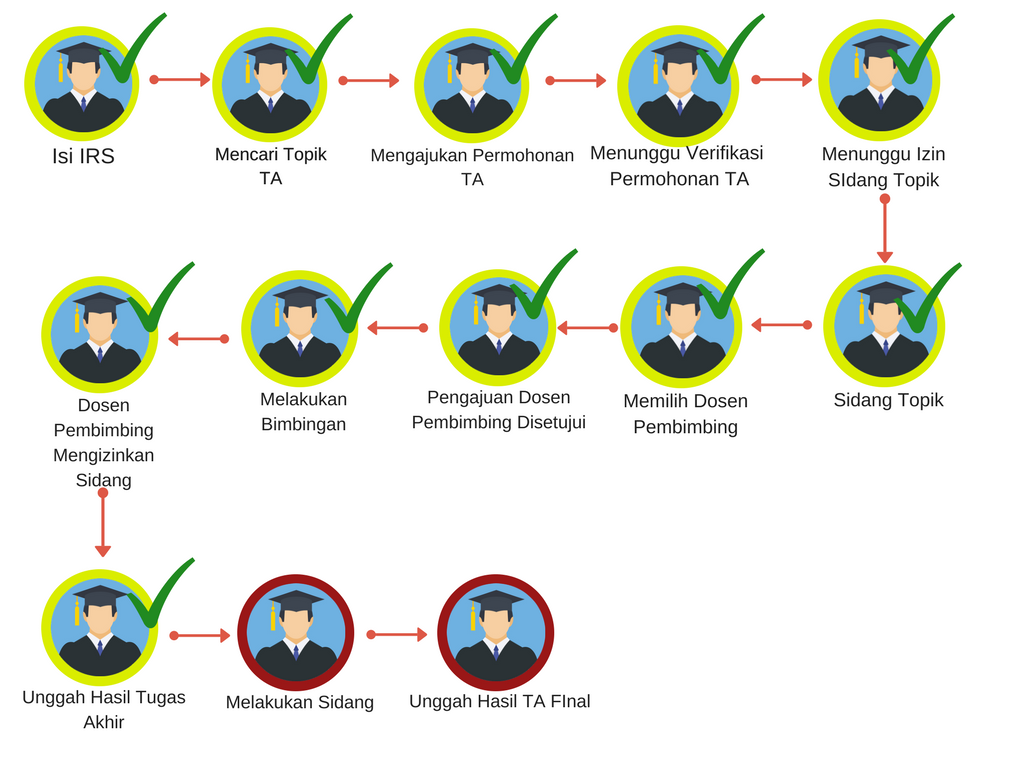 Isi IRS
Mencari Topik
TA
Mengajukan Permohonan
TA
Menunggu Verifikasi
Permohonan TA
Menunggu Izin
SIdang Topik
Dosen
Pembimbing
Mengizinkan
Sidang
Melakukan
Bimbingan
Pengajuan Dosen
Pembimbing Disetujui
Memilih Dosen
Pembimbing
Sidang Topik
Unggah Hasil Tugas
Akhir
Melakukan Sidang
Unggah Hasil TA FInal